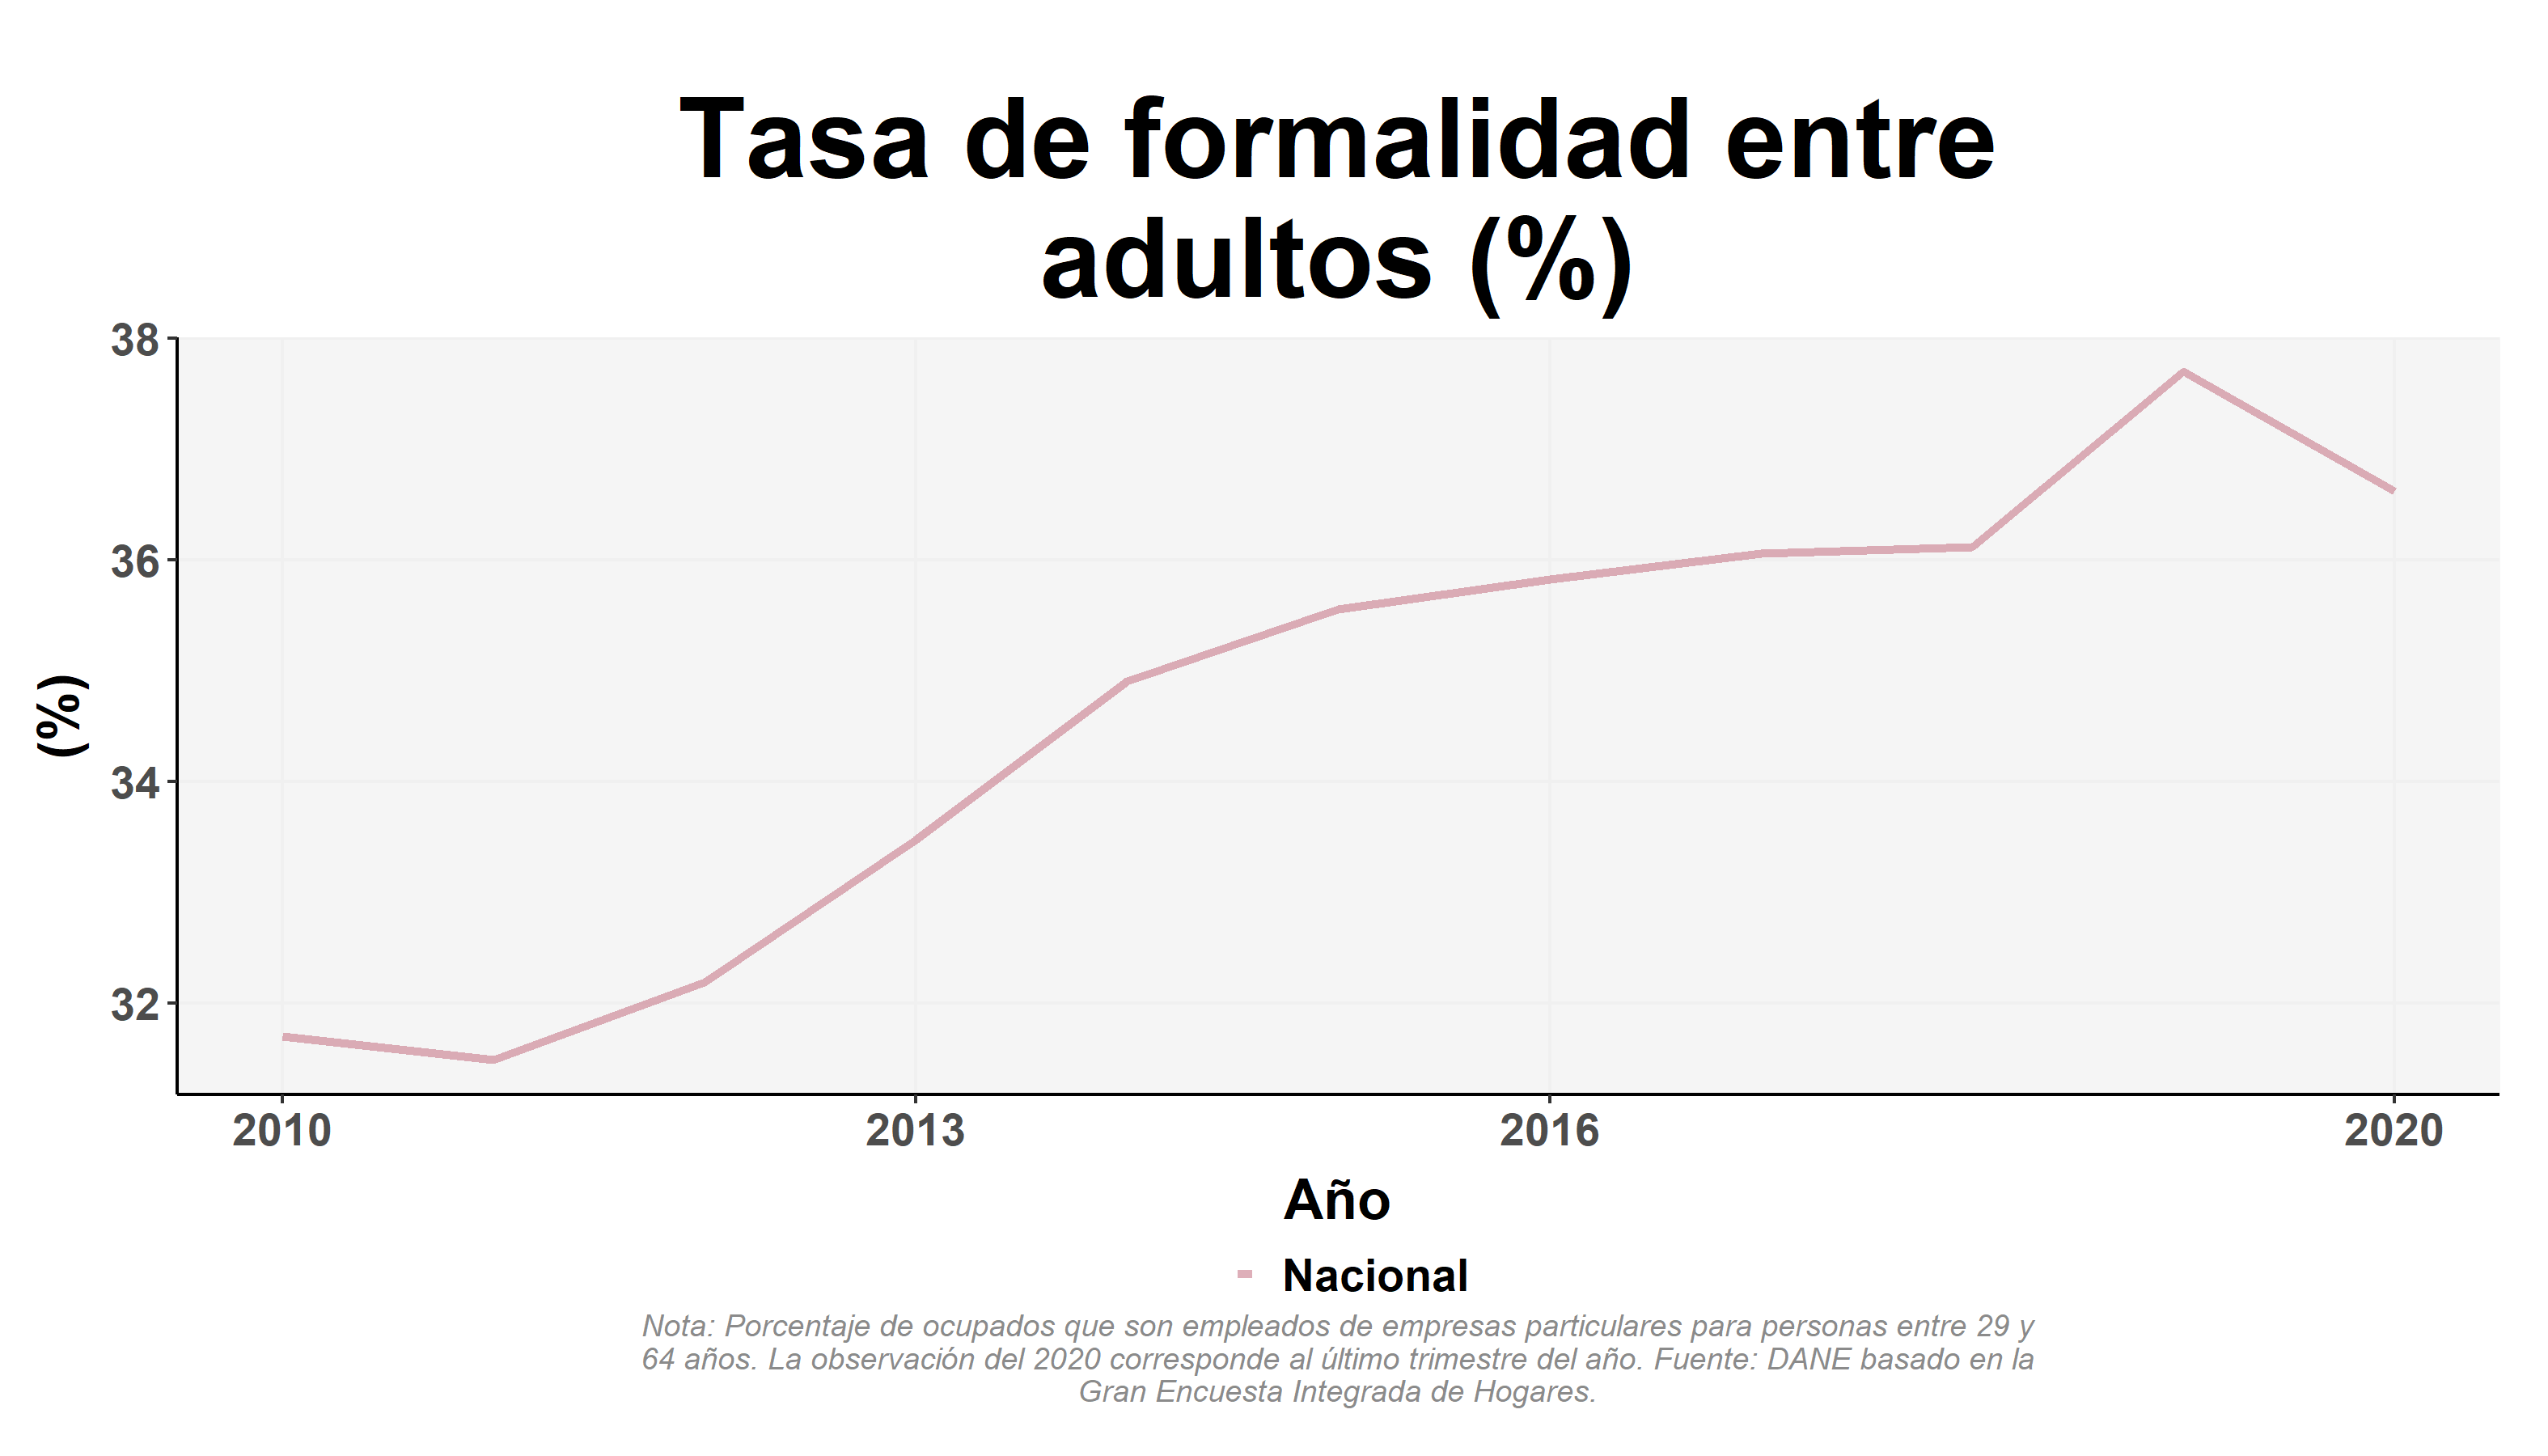 Tasa de formalidad entre
adultos (%)
38
36
34
32
(%)
2010 2013 2016 2020
Año
Nacional
Nota: Porcentaje de ocupados que son empleados de empresas particulares para personas entre 29 y
64 años. La observación del 2020 corresponde al último trimestre del año. Fuente: DANE basado en la
Gran Encuesta Integrada de Hogares.